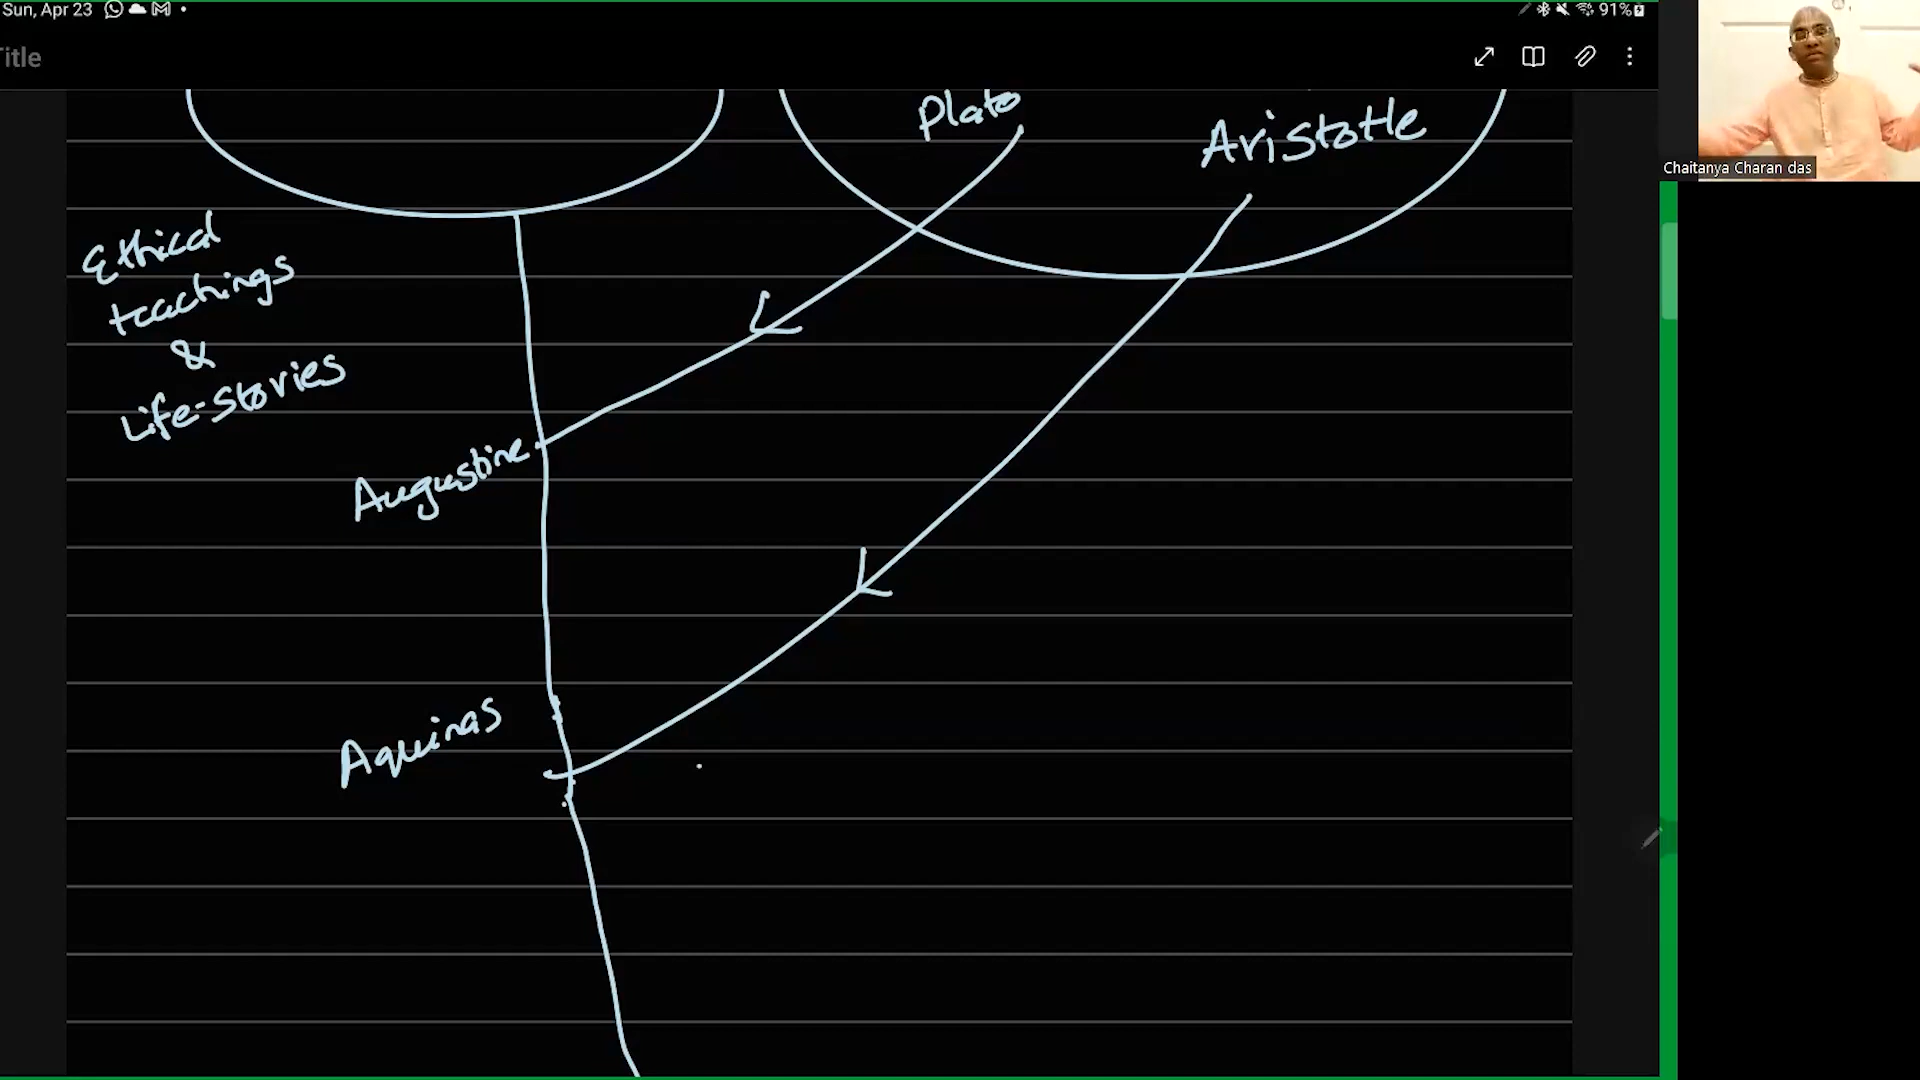 Sun, Apr 23
91%
Title
Plato
Aristotle
Ethical
teachings
&
Life-Stories
Augustine
Aquinas
Chaitanya Charan das